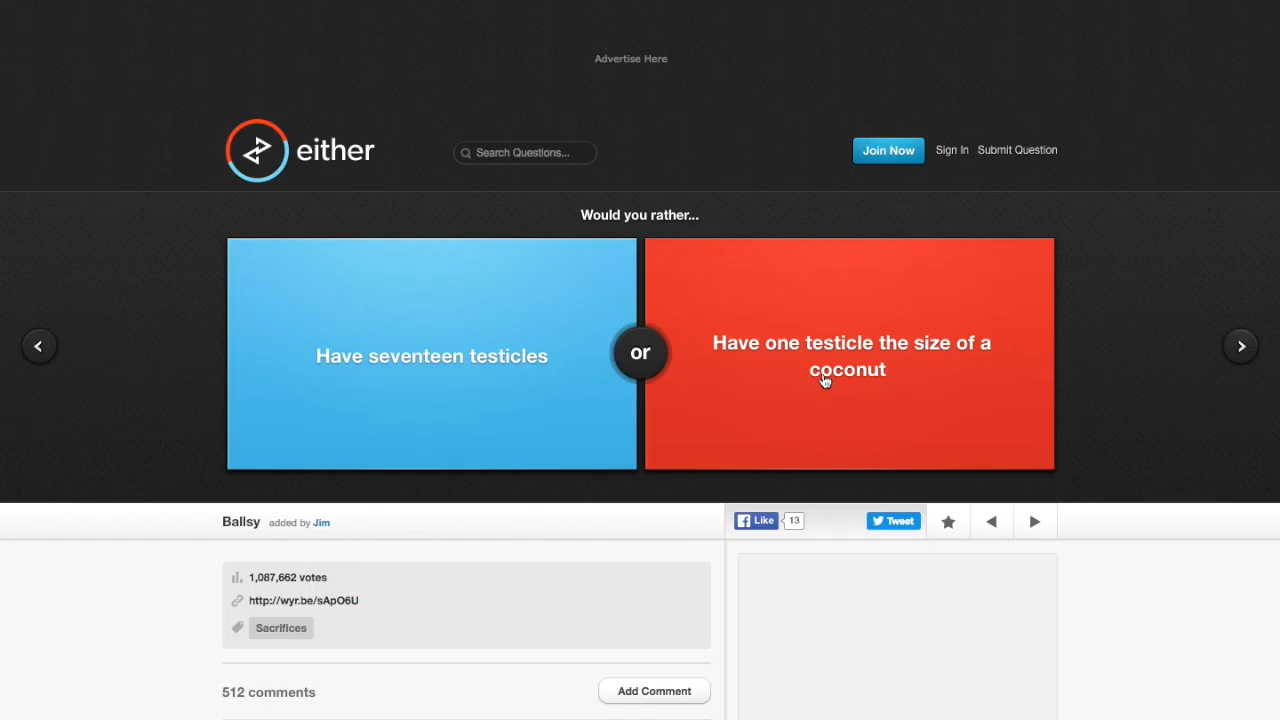 Advertise Here
either
Search Questions...
Join Now
Sign In
Submit Question
Would you rather...
Have seventeen testicles
or
Have one testicle the size of a
coconut
Ballsy added by Jim
Like
13
Tweet
1,087,662 votes
http://wyr.be/sApO6U
Sacrifices
512 comments
Add Comment